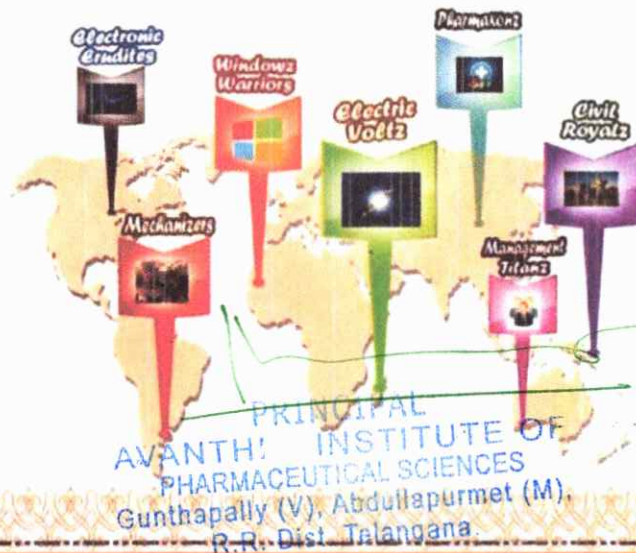 Electronic
Erudites
Windowz
Warriors
Electric
Voltz
Pharmaxonz
Civil
Royalz
Mechanizers
Management
Titanz
PRINCIPAL
AVANTHI INSTITUTE OF
PHARMACEUTICAL SCIENCES
Gunthapally (V), Abdullapurmet (M),
R.R. Dist. Telangana.